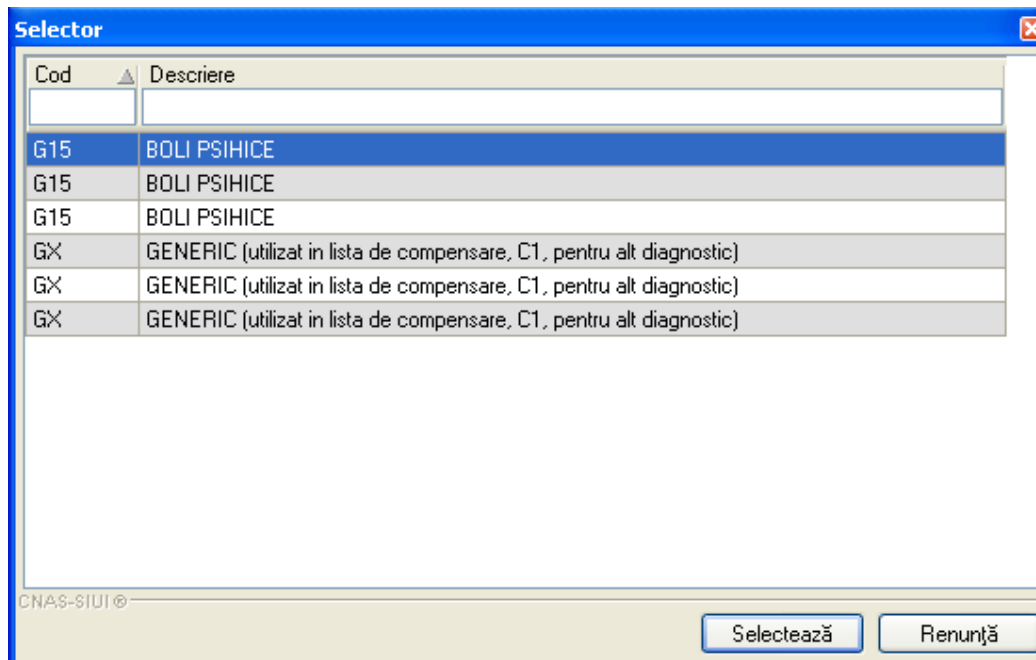 Selector
Cod Descriere
G15 BOLI PSIHICE
G15 BOLI PSIHICE
G15 BOLI PSIHICE
GX GENERIC (utilizat in lista de compensare, C1, pentru alt diagnostic)
GX GENERIC (utilizat in lista de compensare, C1, pentru alt diagnostic)
GX GENERIC (utilizat in lista de compensare, C1, pentru alt diagnostic)
CNAS-SIUI ®
Selectează Renunţă